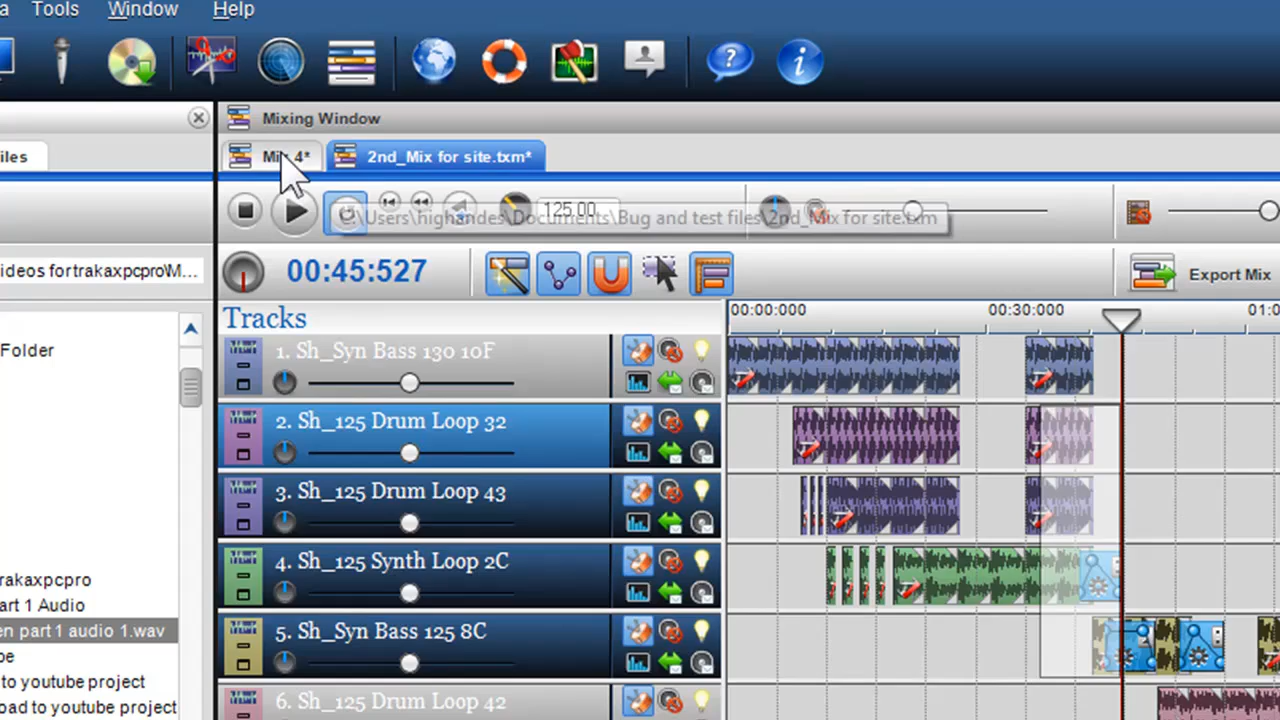 a Tools Window Help
Mixing Window
iles
Mix 4*
2nd_Mix for site.txm*
125.00
\Users\highandes\Documents\Bug and test files\2nd_Mix for site.txm
ideos fortrakaxpcpro\M...
00:45:527
Export Mix
Tracks
00:00:000
00:30:000
01:0
Folder
1. Sh_Syn Bass 130 10F
2. Sh_125 Drum Loop 32
3. Sh_125 Drum Loop 43
4. Sh_125 Synth Loop 2C
rakaxpcpro
art 1 Audio
en part 1 audio 1.wav
5. Sh_Syn Bass 125 8C
be
to youtube project
oad to youtube project
6. Sh_125 Drum Loop 42